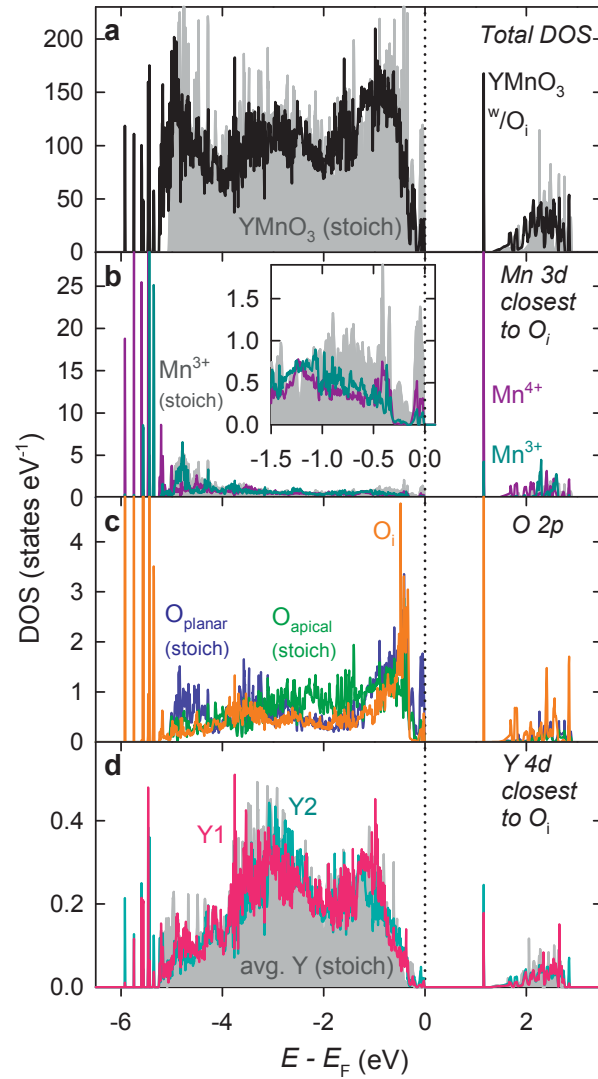 a
Total DOS
YMnO₃
w/Oᵢ
YMnO₃ (stoich)
200
150
100
50
0
b
Mn 3d
closest
to Oᵢ
Mn³⁺
(stoich)
Mn⁴⁺
Mn³⁺
25
20
15
10
5
0
1.5
1.0
0.5
0.0
-1.5 -1.0 -0.5 0.0
c
O 2p
Oᵢ
O planar
(stoich)
O apical
(stoich)
4
3
2
1
0
d
Y 4d
closest
to Oᵢ
Y1
Y2
avg. Y (stoich)
0.4
0.2
0.0
-6 -4 -2 0 2
E - E_F (eV)
DOS (states eV⁻¹)